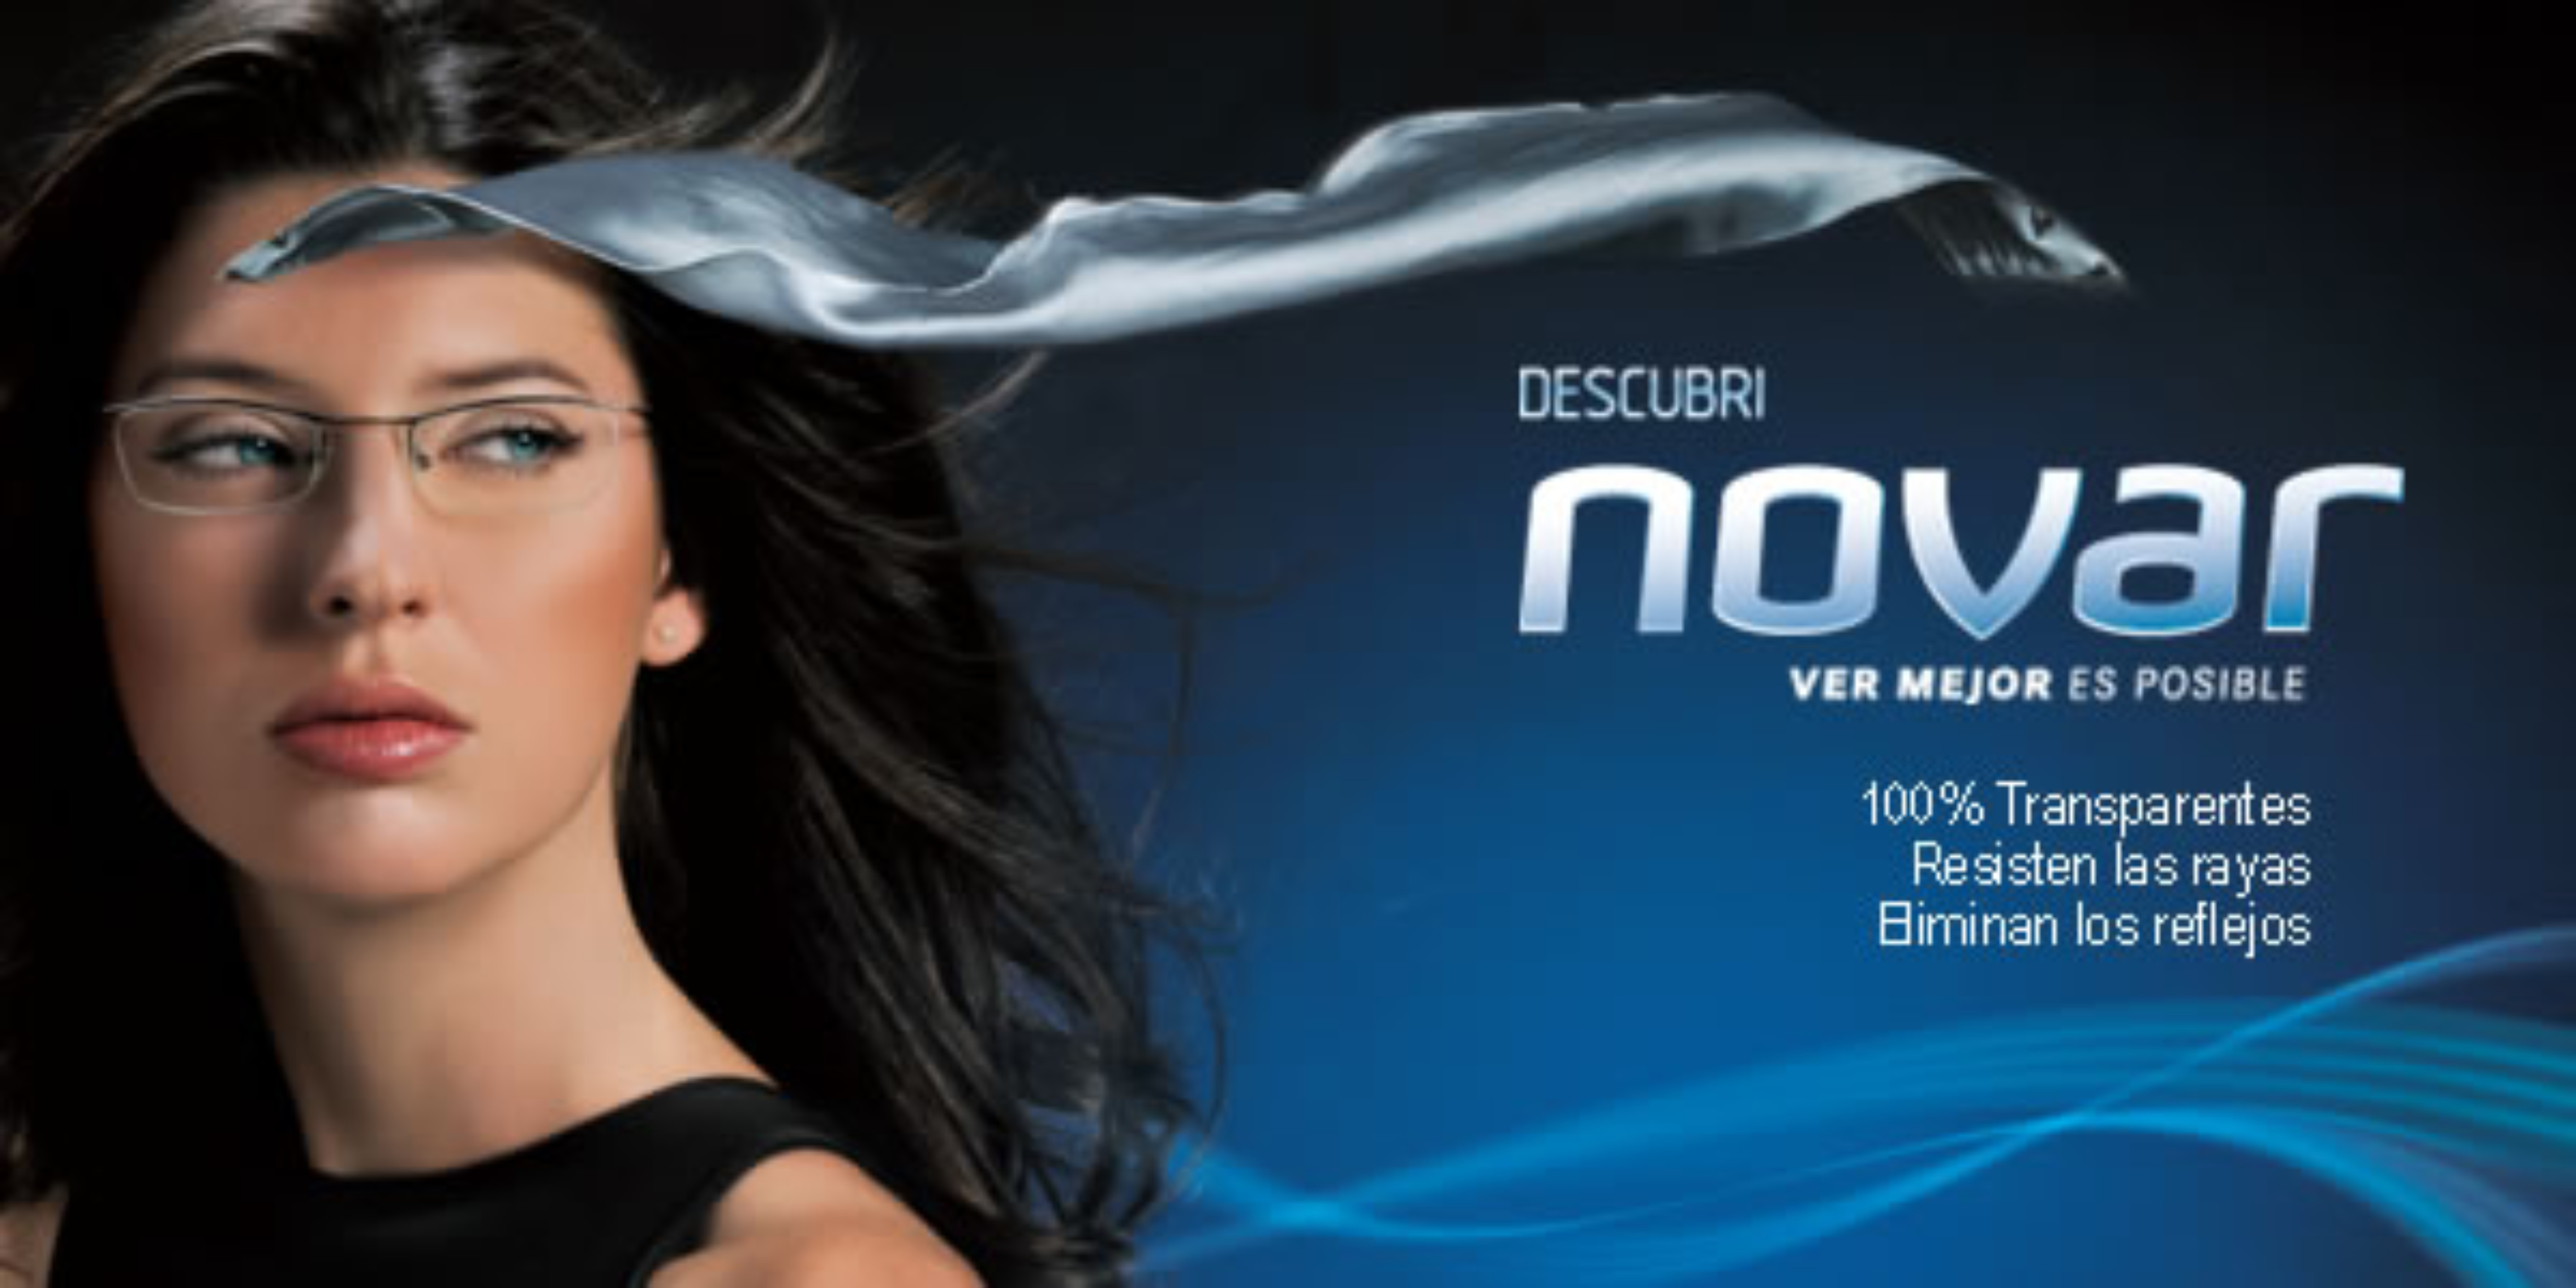 DESCUBRI
novar
VER MEJOR ES POSIBLE
100% Transparentes
Resisten las rayas
Eliminan los reflejos